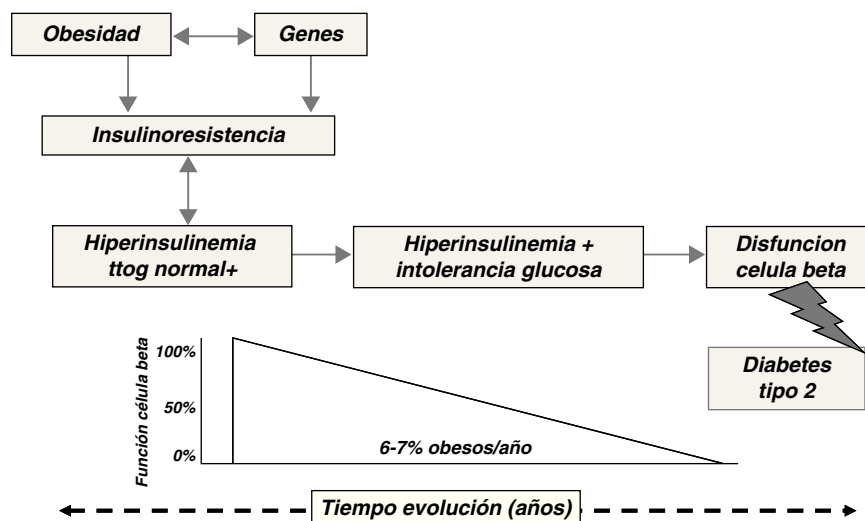 Obesidad
Genes
Insulinoresistencia
Hiperinsulinemia
ttog normal+
Hiperinsulinemia +
intolerancia glucosa
Disfuncion
celula beta
Diabetes
tipo 2
Función célula beta
100%
50%
0%
6-7% obesos/año
Tiempo evolución (años)